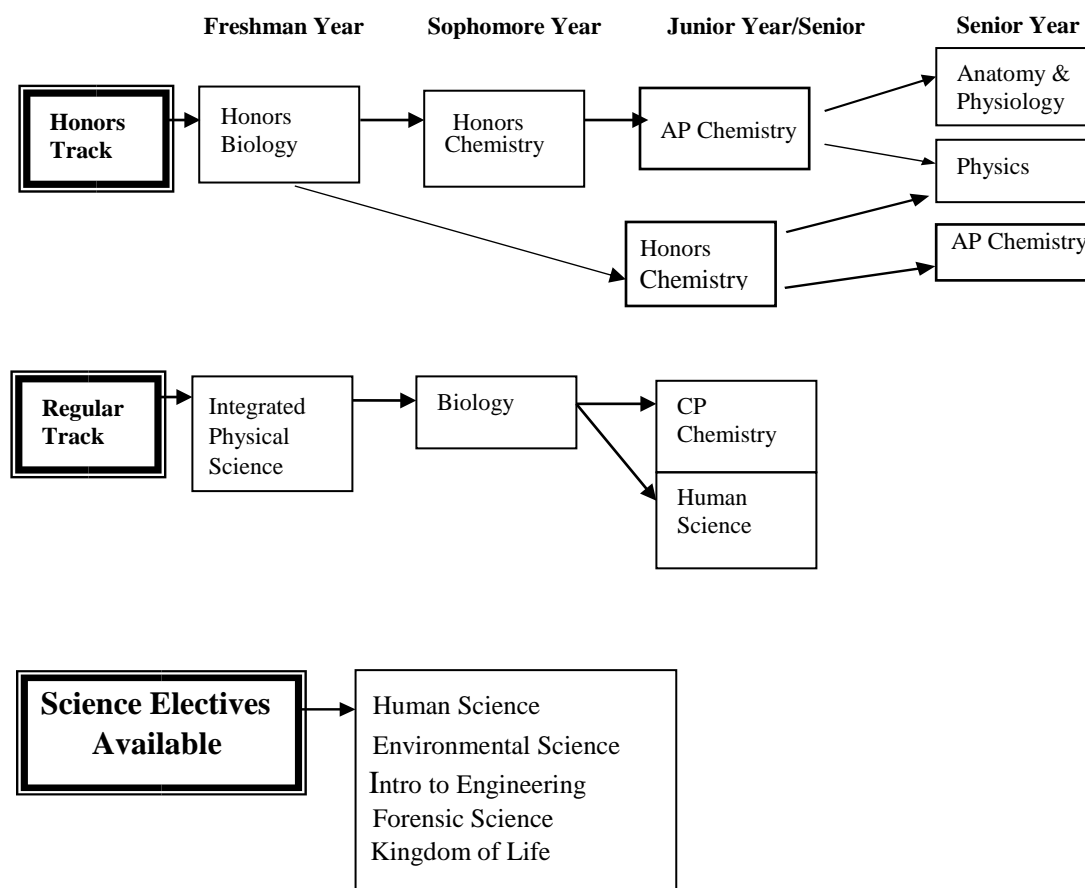 Freshman Year Sophomore Year Junior Year/Senior Senior Year
Honors
Track
Honors
Biology
Honors
Chemistry
AP Chemistry
Anatomy &
Physiology
Physics
Honors
Chemistry
AP Chemistry
Regular
Track
Integrated
Physical
Science
Biology
CP
Chemistry
Human
Science
Science Electives
Available
Human Science
Environmental Science
Intro to Engineering
Forensic Science
Kingdom of Life